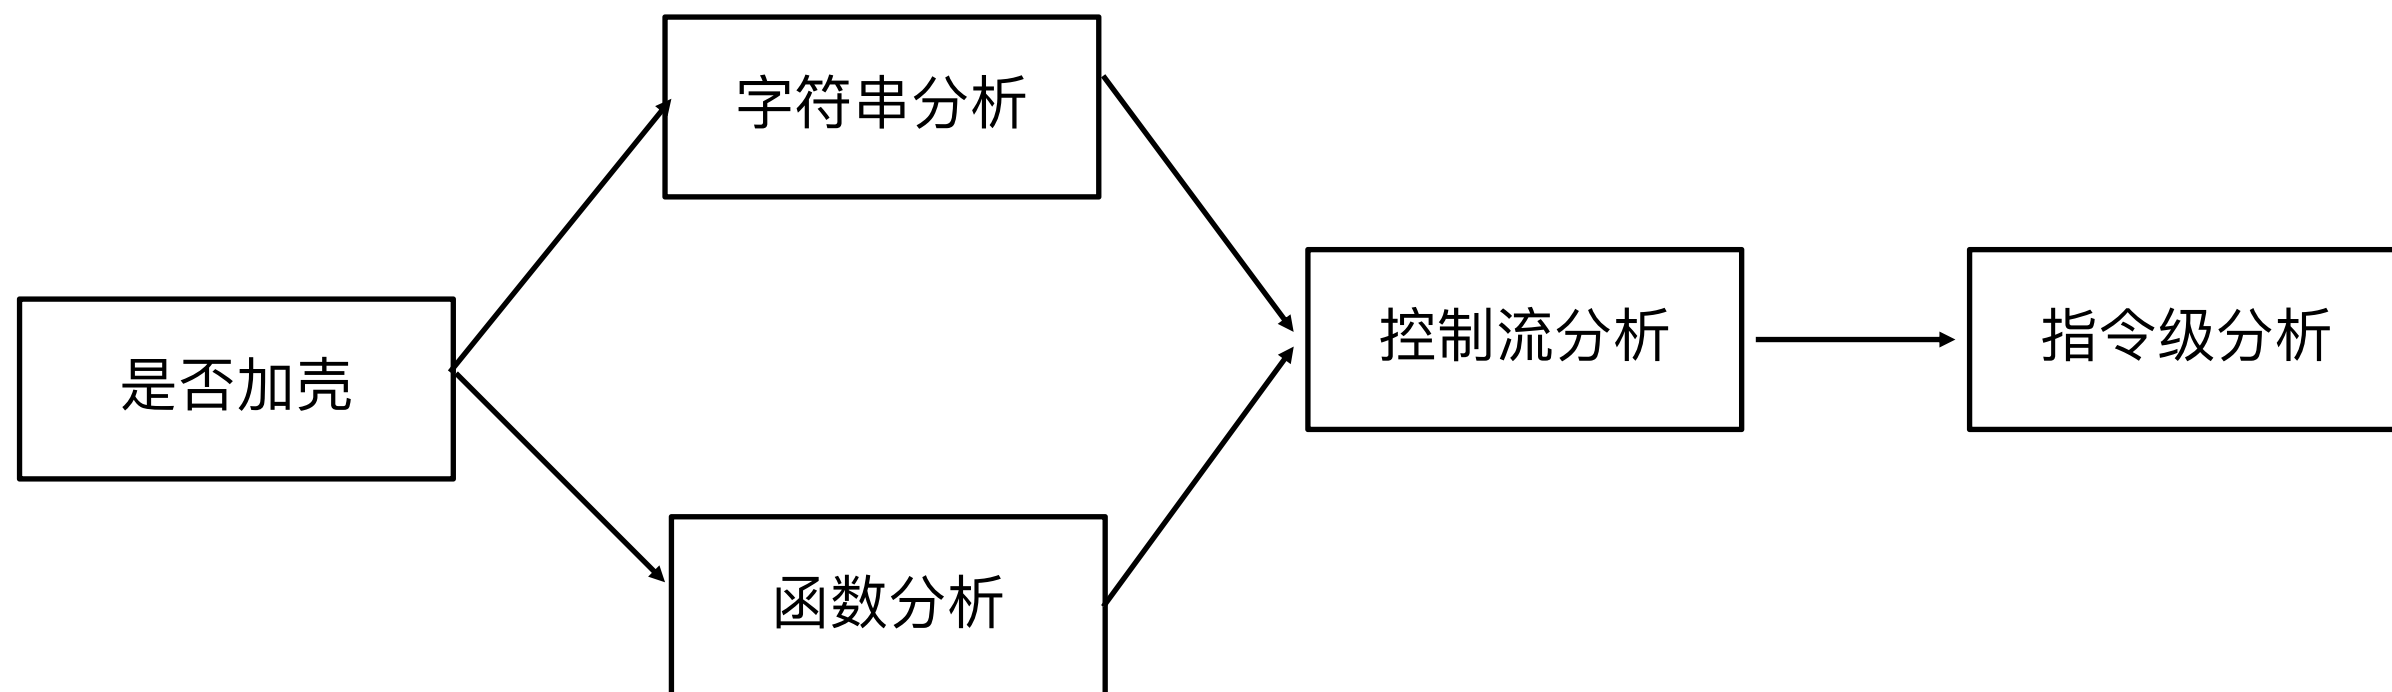 字符串分析
是否加壳
控制流分析
指令级分析
函数分析